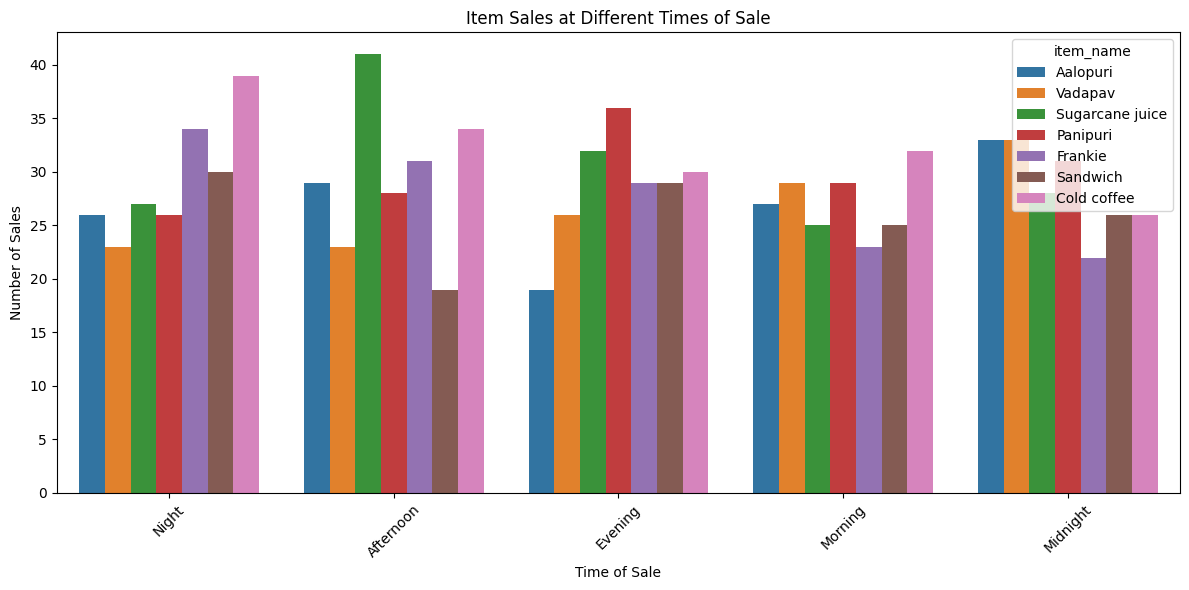 Item Sales at Different Times of Sale
item_name
Aalopuri
Vadapav
Sugarcane juice
Panipuri
Frankie
Sandwich
Cold coffee
Number of Sales
40
35
30
25
20
15
10
5
0
Night
Afternoon
Evening
Morning
Midnight
Time of Sale